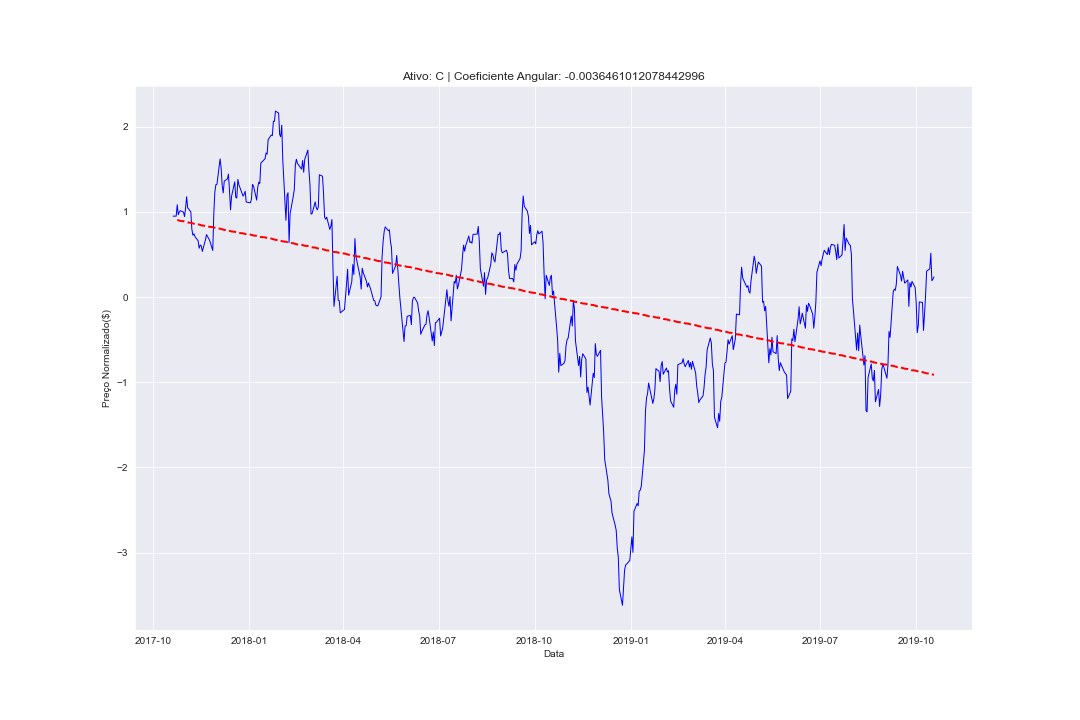 Ativo: C | Coeficiente Angular: -0.0036461012078442996
Preço Normalizado($)
2
1
0
−1
−2
−3
2017-10 2018-01 2018-04 2018-07 2018-10 2019-01 2019-04 2019-07 2019-10
Data